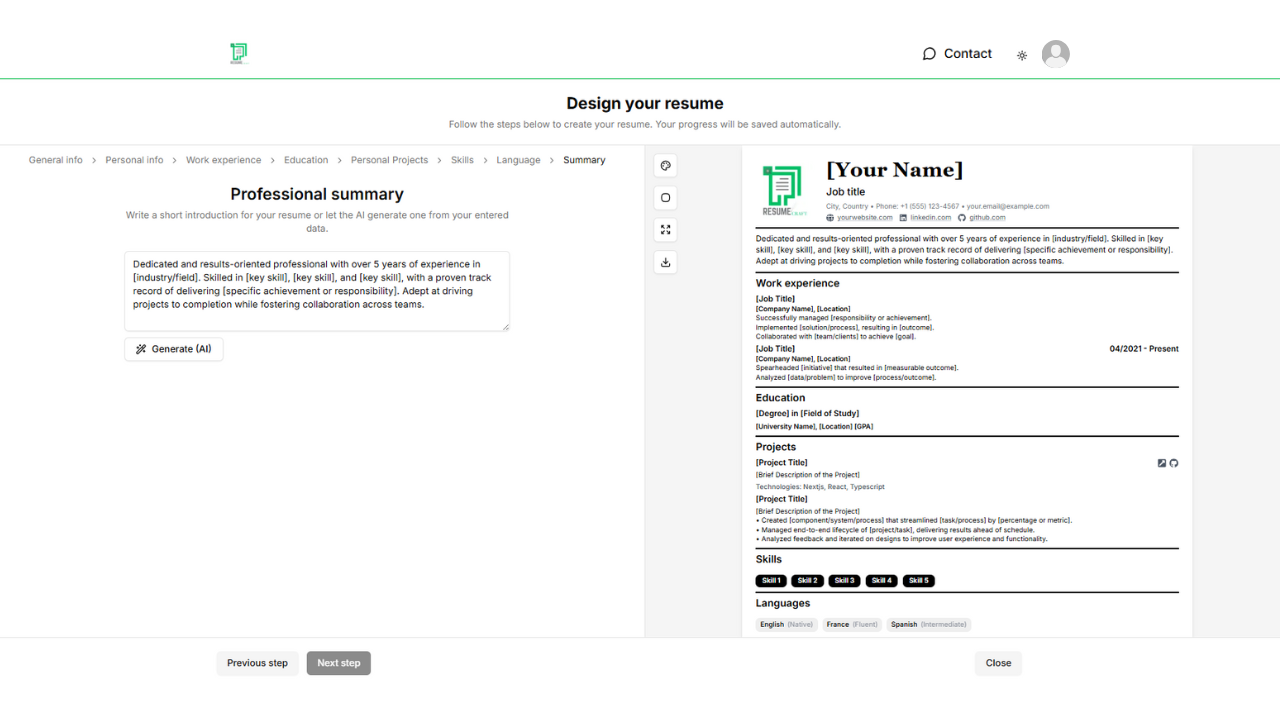 RESUME
Contact
Design your resume
Follow the steps below to create your resume. Your progress will be saved automatically.
General info > Personal info > Work experience > Education > Personal Projects > Skills > Language > Summary
Professional summary
Write a short introduction for your resume or let the AI generate one from your entered
data.
Dedicated and results-oriented professional with over 5 years of experience in
[industry/field]. Skilled in [key skill], [key skill], and [key skill], with a proven track
record of delivering [specific achievement or responsibility]. Adept at driving
projects to completion while fostering collaboration across teams.
Generate (AI)
RESUMECRAFT
[Your Name]
Job title
City, Country • Phone: +1 (555) 123-4567 • your.email@example.com
yourwebsite.com linkedin.com github.com
Dedicated and results-oriented professional with over 5 years of experience in [industry/field]. Skilled in [key
skill], [key skill], and [key skill], with a proven track record of delivering [specific achievement or responsibility].
Adept at driving projects to completion while fostering collaboration across teams.
Work experience
[Job Title]
[Company Name], [Location]
Successfully managed [responsibility or achievement].
Implemented [solution/process], resulting in [outcome].
Collaborated with [team/clients] to achieve [goal].
[Job Title] 04/2021 - Present
[Company Name], [Location]
Spearheaded [initiative] that resulted in [measurable outcome].
Analyzed [data/problem] to improve [process/outcome].
Education
[Degree] in [Field of Study]
[University Name], [Location] [GPA]
Projects
[Project Title]
[Brief Description of the Project]
Technologies: Nextjs, React, Typescript
[Project Title]
[Brief Description of the Project]
• Created [component/system/process] that streamlined [task/process] by [percentage or metric].
• Managed end-to-end lifecycle of [project/task], delivering results ahead of schedule.
• Analyzed feedback and iterated on designs to improve user experience and functionality.
Skills
Skill 1 Skill 2 Skill 3 Skill 4 Skill 5
Languages
English (Native) France (Fluent) Spanish (Intermediate)
Previous step Next step Close